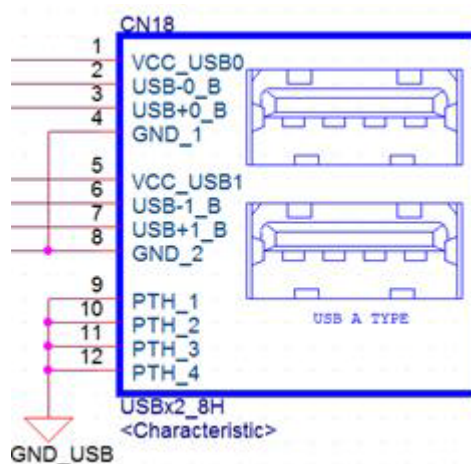 CN18
1 VCC_USB0
2 USB-0_B
3 USB+0_B
4 GND_1
5 VCC_USB1
6 USB-1_B
7 USB+1_B
8 GND_2
9 PTH_1
10 PTH_2
11 PTH_3
12 PTH_4
USB A TYPE
USBx2_8H
<Characteristic>
GND_USB